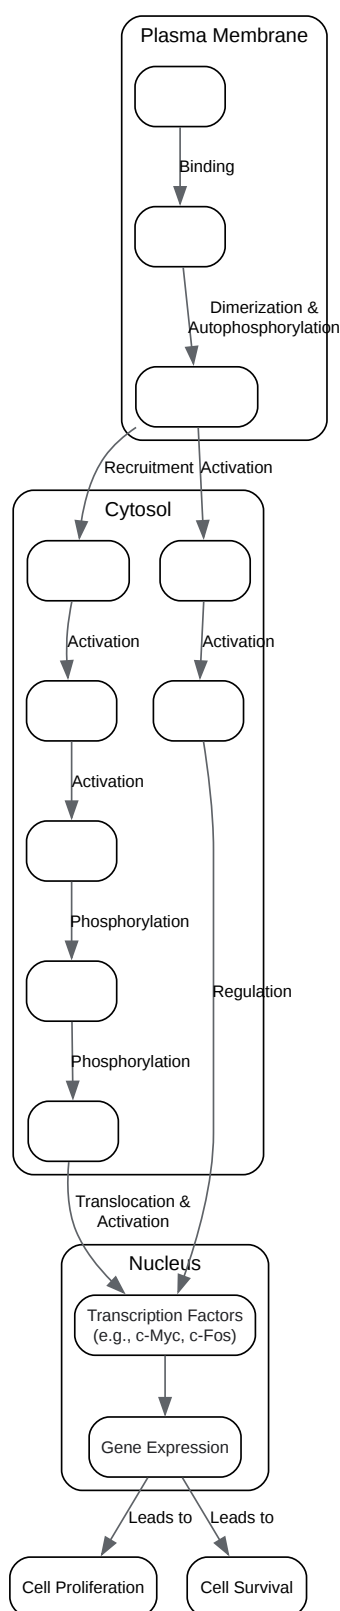 Plasma Membrane
Binding
Dimerization &
Autophosphorylation
Recruitment
Activation
Cytosol
Activation
Activation
Activation
Phosphorylation
Regulation
Phosphorylation
Translocation &
Activation
Nucleus
Transcription Factors
(e.g., c-Myc, c-Fos)
Gene Expression
Leads to
Leads to
Cell Proliferation
Cell Survival